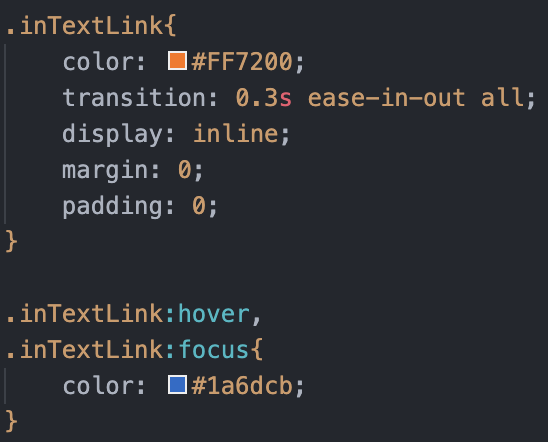 .inTextLink{
    color: #FF7200;
    transition: 0.3s ease-in-out all;
    display: inline;
    margin: 0;
    padding: 0;
}

.inTextLink:hover,
.inTextLink:focus{
    color: #1a6dcb;
}